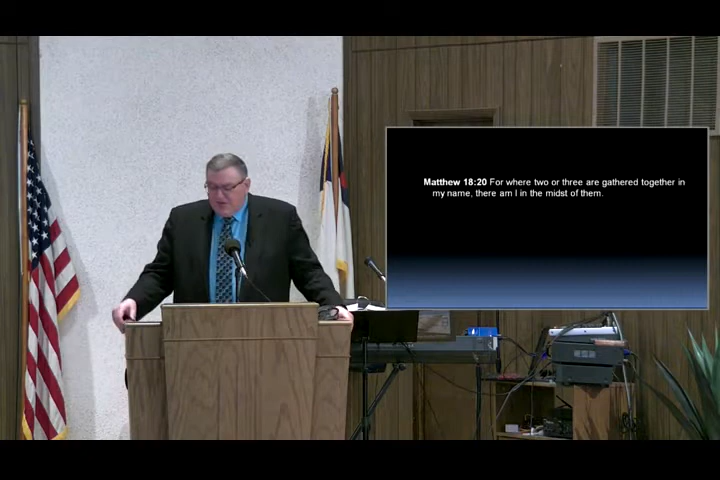 Matthew 18:20 For where two or three are gathered together in
my name, there am I in the midst of them.